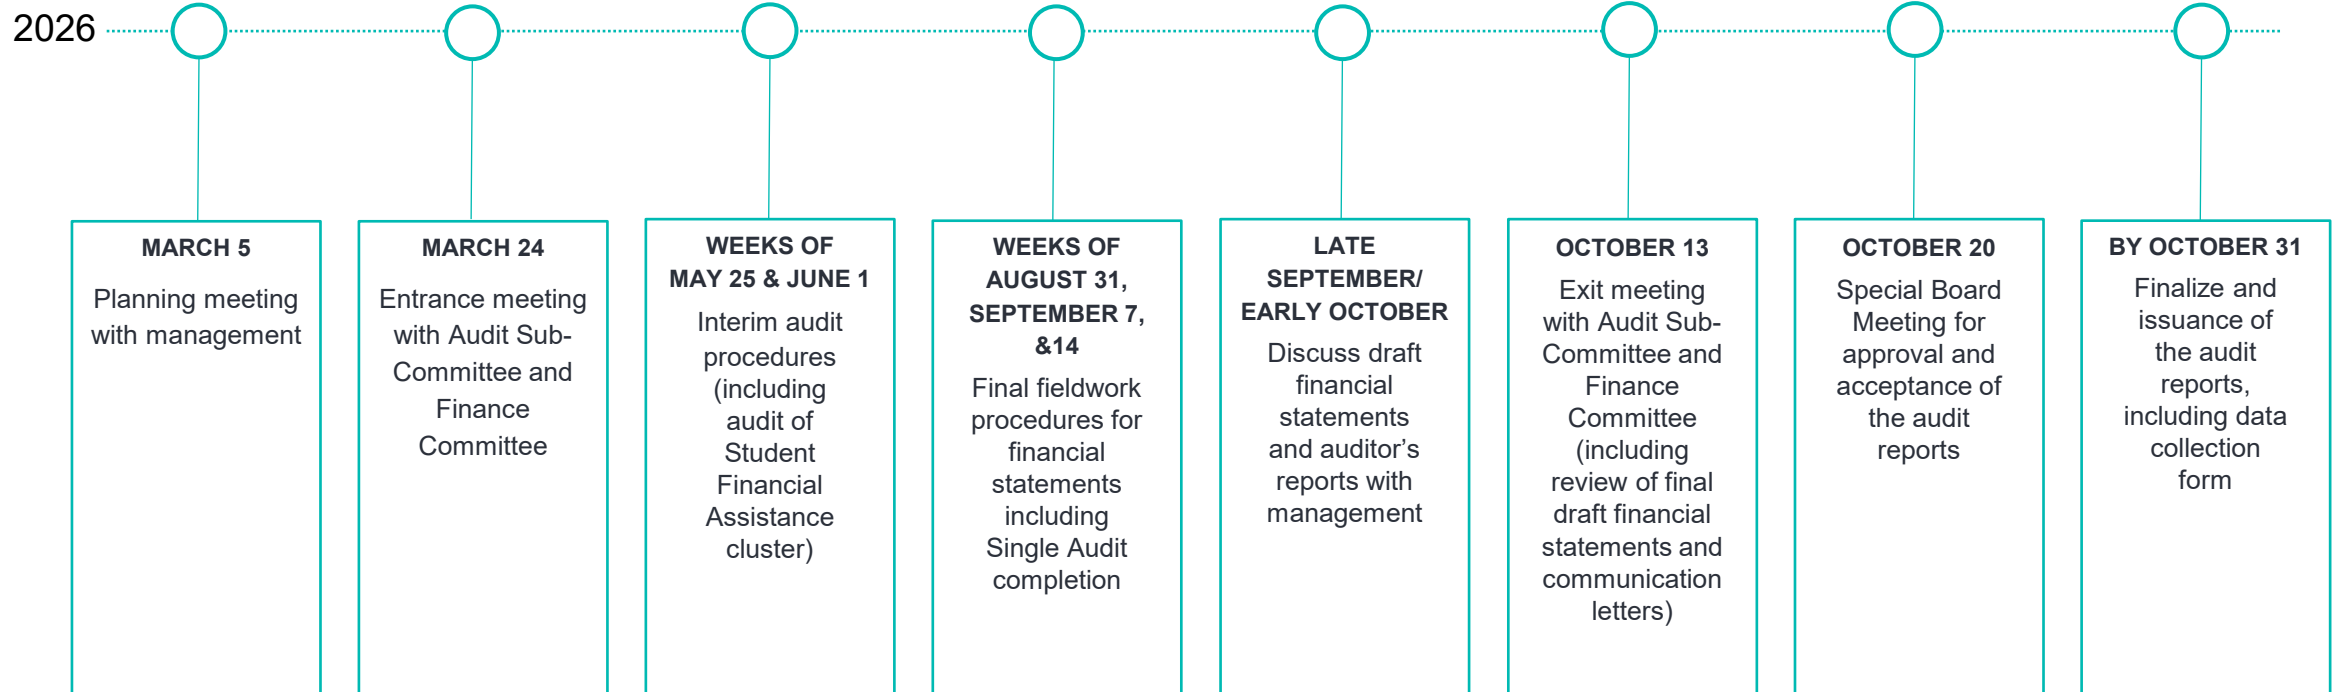 2026
MARCH 5
Planning meeting
with management
MARCH 24
Entrance meeting
with Audit Sub-
Committee and
Finance
Committee
WEEKS OF
MAY 25 & JUNE 1
Interim audit
procedures
(including
audit of
Student
Financial
Assistance
cluster)
WEEKS OF
AUGUST 31,
SEPTEMBER 7,
&14
Final fieldwork
procedures for
financial
statements
including
Single Audit
completion
LATE
SEPTEMBER/
EARLY OCTOBER
Discuss draft
financial
statements
and auditor’s
reports with
management
OCTOBER 13
Exit meeting
with Audit Sub-
Committee and
Finance
Committee
(including
review of final
draft financial
statements and
communication
letters)
OCTOBER 20
Special Board
Meeting for
approval and
acceptance of
the audit
reports
BY OCTOBER 31
Finalize and
issuance of
the audit
reports,
including data
collection
form